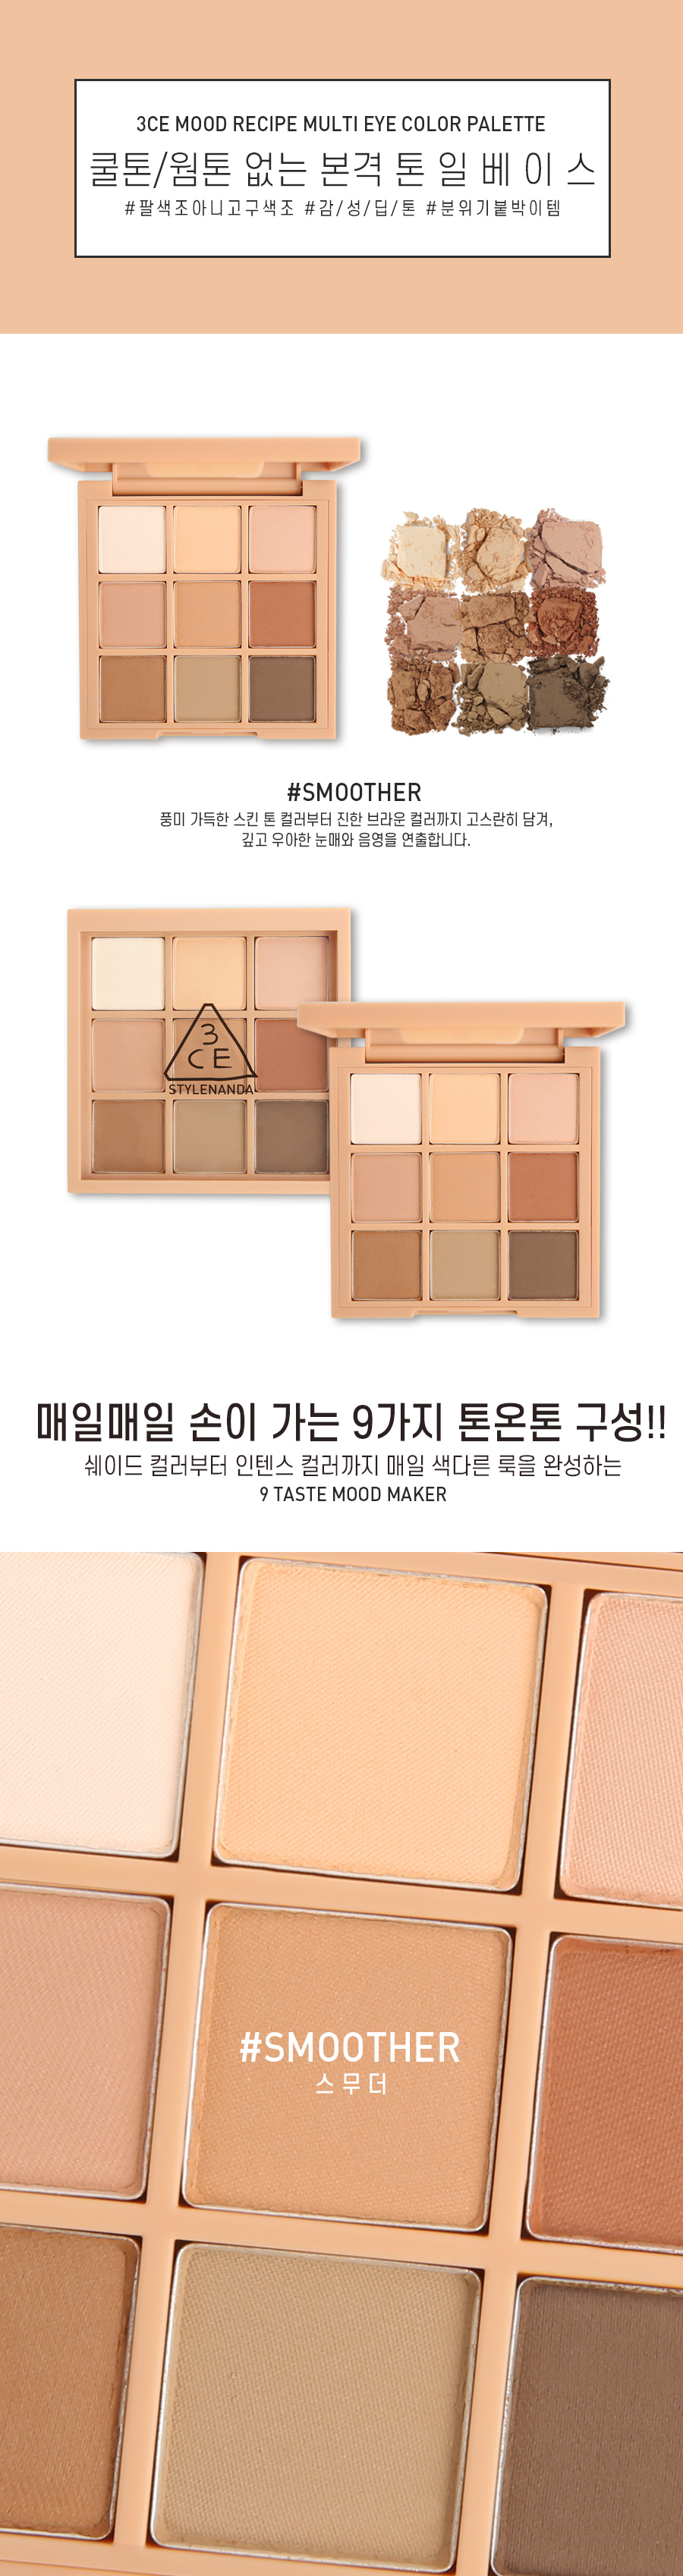 3CE MOOD RECIPE MULTI EYE COLOR PALETTE
쿨톤/웜톤 없는 본격 톤 일 베 이 스
#팔색조아니고구색조 #감/성/딥/톤 #분위기붙박이템
#SMOOTHER
풍미 가득한 스킨 톤 컬러부터 진한 브라운 컬러까지 고스란히 담겨,
깊고 우아한 눈매와 음영을 연출합니다.
3
CE
STYLENANDA
매일매일 손이 가는 9가지 톤온톤 구성!!
쉐이드 컬러부터 인텐스 컬러까지 매일 색다른 룩을 완성하는
9 TASTE MOOD MAKER
#SMOOTHER
스무더